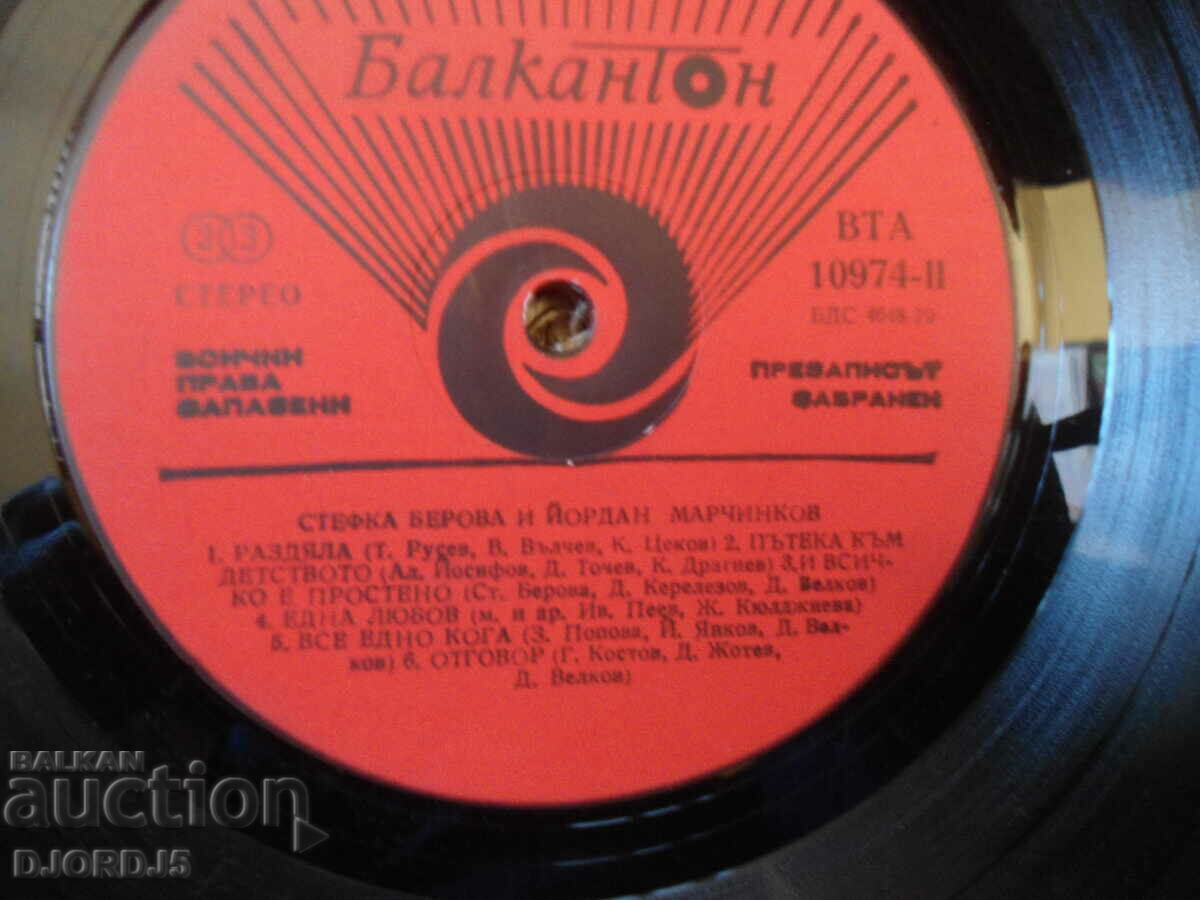 Балкантон
33
СТЕРЕО
ВТА
10974-II
БДС
ВСИЧКИ
ПРАВА
ЗАПАЗЕНИ
ПРЕЗАПИСЪТ
ЗАБРАНЕН
СТЕФКА БЕРОВА И ЙОРДАН МАРЧИНКОВ
1. РАЗДЯЛА (Т. Русев, В. Вълчев, К. Цеков) 2. ПЪТЕКА КЪМ
ДЕТСТВОТО (Ал. Йосифов, Д. Точев, К. Драгнев) 3. И ВСИЧ-
КО Е ПРОСТЕНО (Ст. Берова, Д. Керелезов, Д. Велков)
4. ЕДНА ЛЮБОВ (м. и ар. Ив. Пеев, Ж. Кюлджиева)
5. ВСЕ ЕДНО КОГА (З. Попова, Й. Янков, Д. Вел-
ков) 6. ОТГОВОР (Г. Костов, Д. Жотев,
Д. Велков)
BALKAN
auction
DJORDJ5